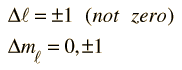 Δℓ = ±1 (not zero)
Δm_ℓ = 0, ±1